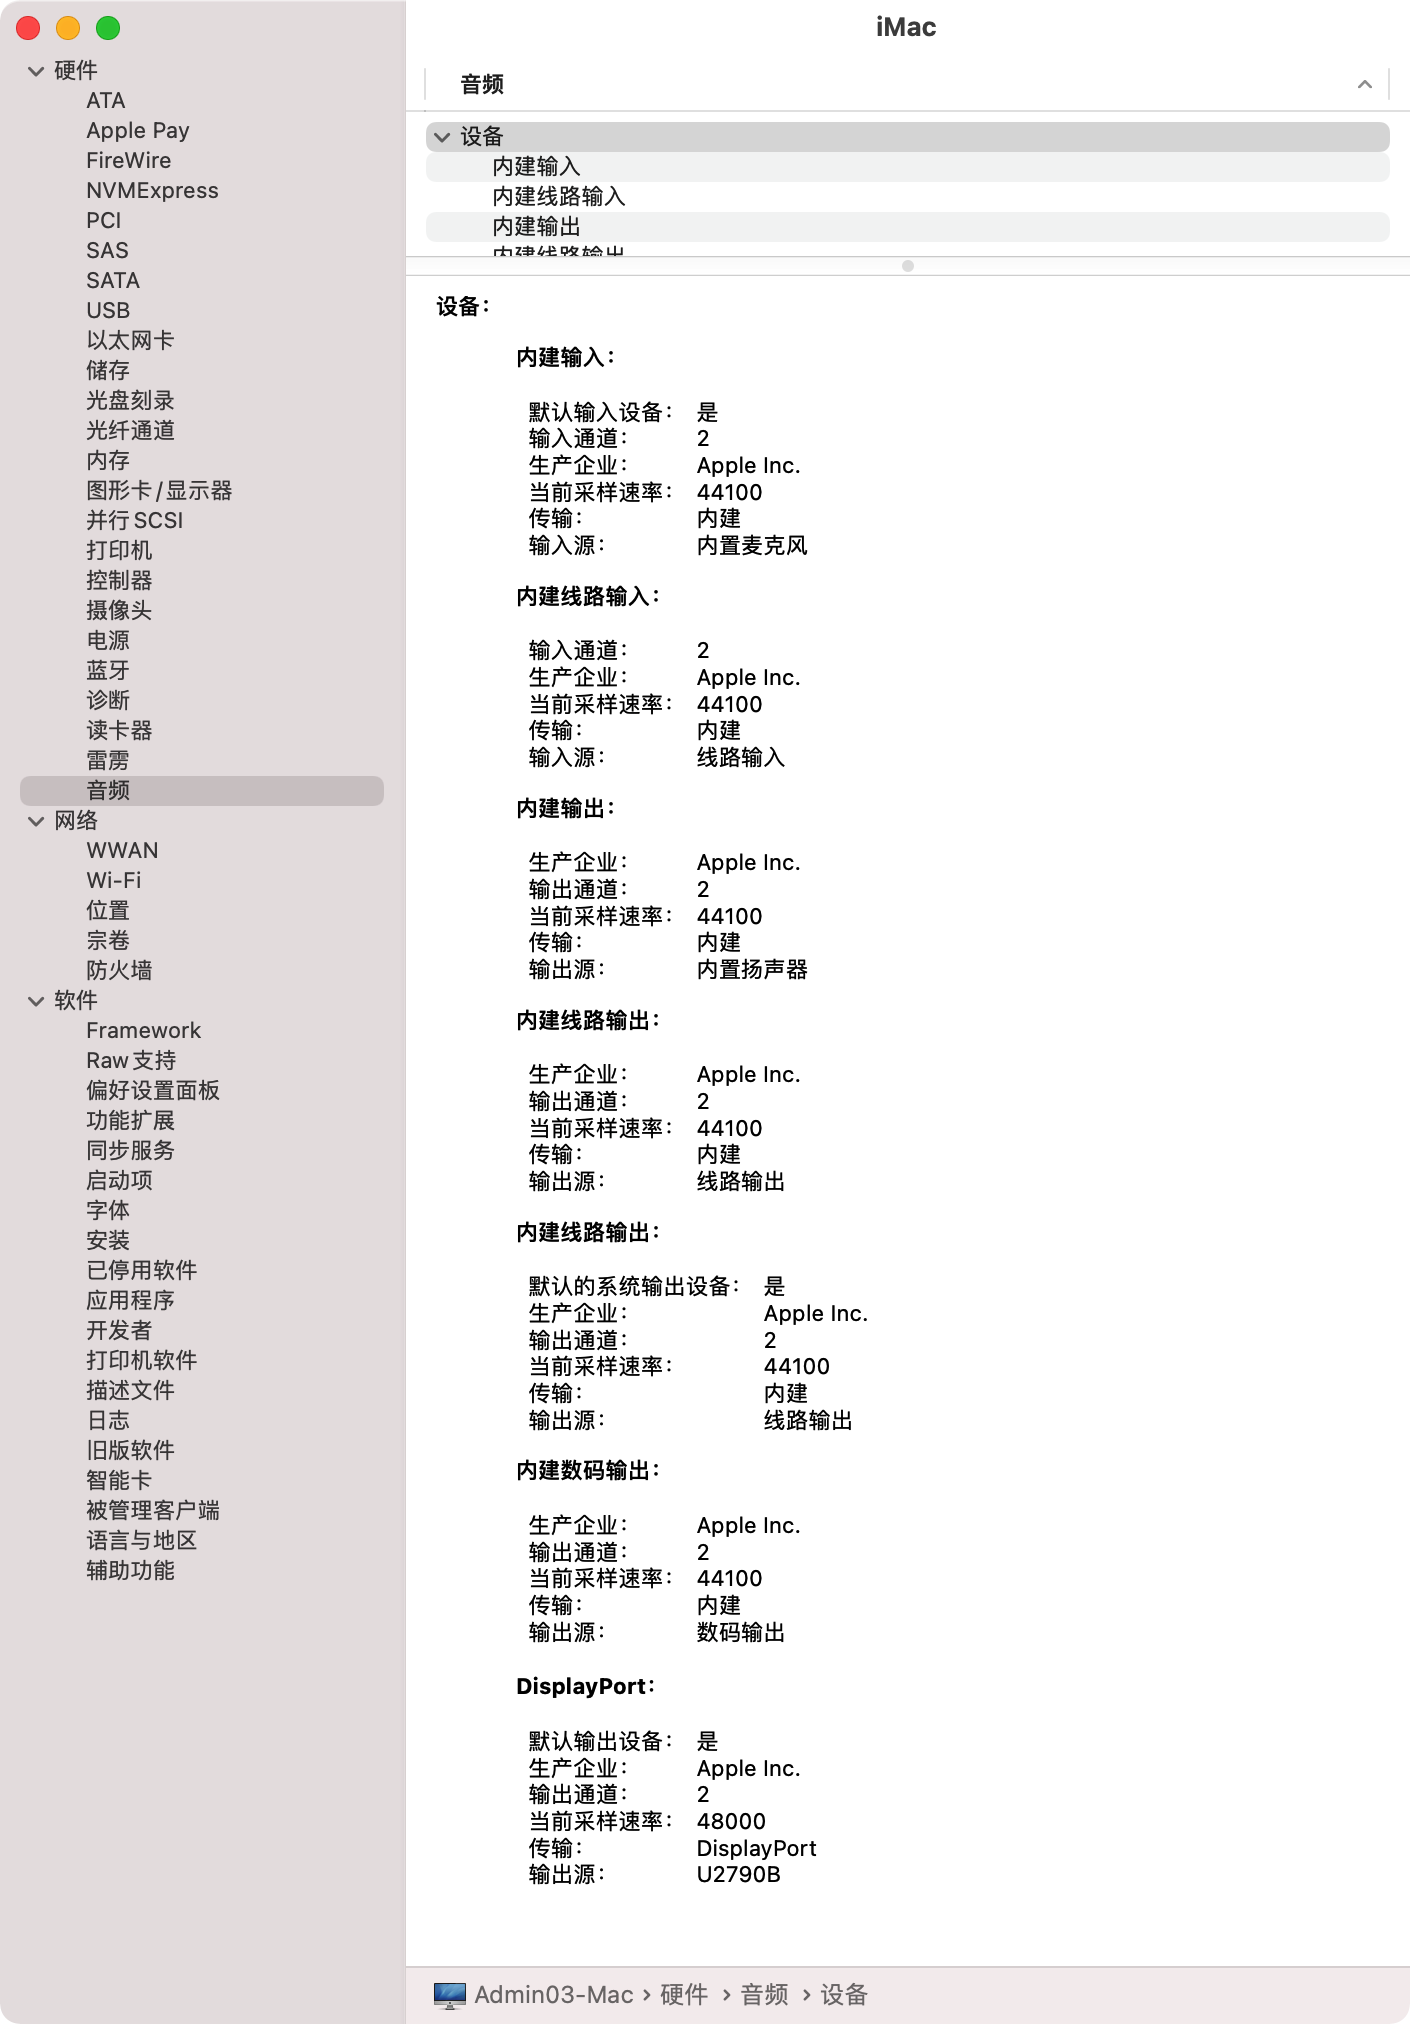 硬件
ATA
Apple Pay
FireWire
NVMExpress
PCI
SAS
SATA
USB
以太网卡
储存
光盘刻录
光纤通道
内存
图形卡/显示器
并行SCSI
打印机
控制器
摄像头
电源
蓝牙
诊断
读卡器
雷雳
音频
网络
WWAN
Wi-Fi
位置
宗卷
防火墙
软件
Framework
Raw支持
偏好设置面板
功能扩展
同步服务
启动项
字体
安装
已停用软件
应用程序
开发者
打印机软件
描述文件
日志
旧版软件
智能卡
被管理客户端
语言与地区
辅助功能
iMac
音频
设备
内建输入
内建线路输入
内建输出
内建线路输出
设备：
内建输入：
默认输入设备： 是
输入通道： 2
生产企业： Apple Inc.
当前采样速率： 44100
传输： 内建
输入源： 内置麦克风
内建线路输入：
输入通道： 2
生产企业： Apple Inc.
当前采样速率： 44100
传输： 内建
输入源： 线路输入
内建输出：
生产企业： Apple Inc.
输出通道： 2
当前采样速率： 44100
传输： 内建
输出源： 内置扬声器
内建线路输出：
生产企业： Apple Inc.
输出通道： 2
当前采样速率： 44100
传输： 内建
输出源： 线路输出
内建线路输出：
默认的系统输出设备： 是
生产企业： Apple Inc.
输出通道： 2
当前采样速率： 44100
传输： 内建
输出源： 线路输出
内建数码输出：
生产企业： Apple Inc.
输出通道： 2
当前采样速率： 44100
传输： 内建
输出源： 数码输出
DisplayPort：
默认输出设备： 是
生产企业： Apple Inc.
输出通道： 2
当前采样速率： 48000
传输： DisplayPort
输出源： U2790B
Admin03-Mac › 硬件 › 音频 › 设备